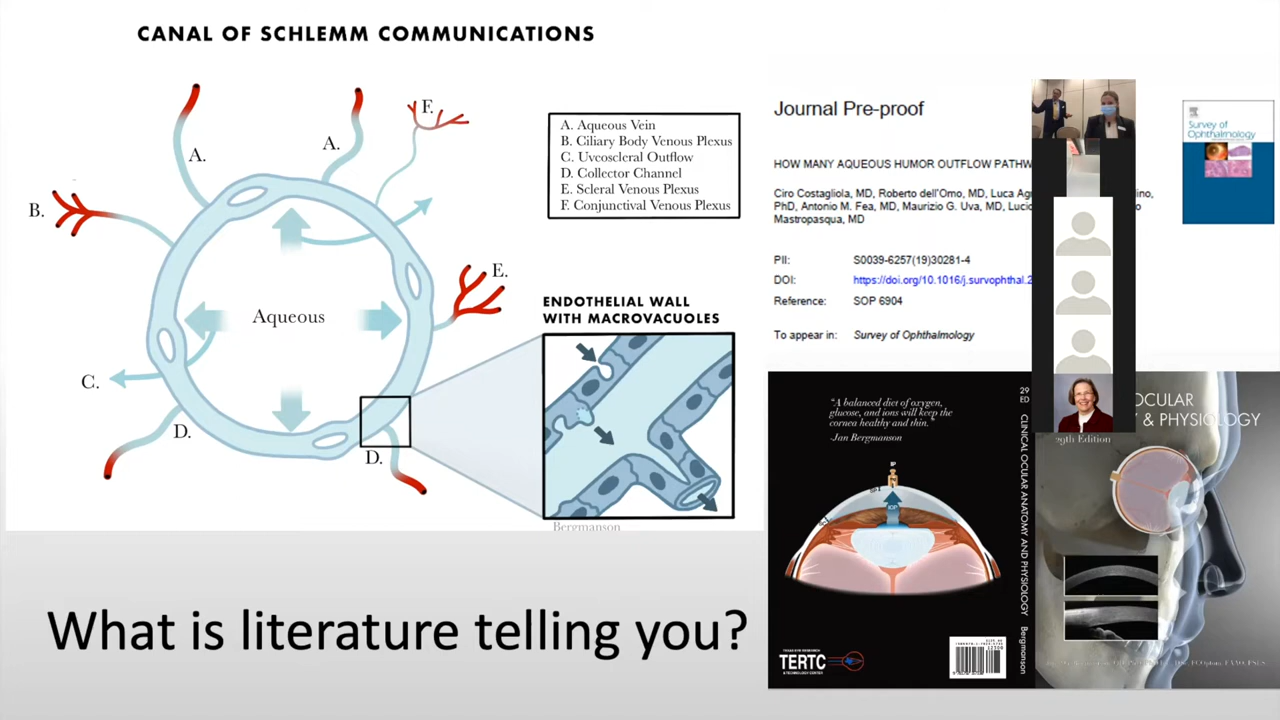 CANAL OF SCHLEMM COMMUNICATIONS
A.
A.
F.
B.
E.
Aqueous
C.
D.
D.
A. Aqueous Vein
B. Ciliary Body Venous Plexus
C. Uveoscleral Outflow
D. Collector Channel
E. Scleral Venous Plexus
F. Conjunctival Venous Plexus
ENDOTHELIAL WALL
WITH MACROVACUOLES
Bergmanson
What is literature telling you?
Journal Pre-proof
HOW MANY AQUEOUS HUMOR OUTFLOW PATHW
Ciro Costagliola, MD, Roberto dell'Omo, MD, Luca Ag
PhD, Antonio M. Fea, MD, Maurizio G. Uva, MD, Lucio
Mastropasqua, MD
PII: S0039-6257(19)30281-4
DOI: https://doi.org/10.1016/j.survophthal.2
Reference: SOP 6904
To appear in: Survey of Ophthalmology
Survey of
Ophthalmology
"A balanced diet of oxygen,
glucose, and ions will keep the
cornea healthy and thin."
-Jan Bergmanson
IOP
TERTC
29 ED
CLINICAL OCULAR ANATOMY AND PHYSIOLOGY
Bergmanson
OCULAR
Y & PHYSIOLOGY
29th Edition